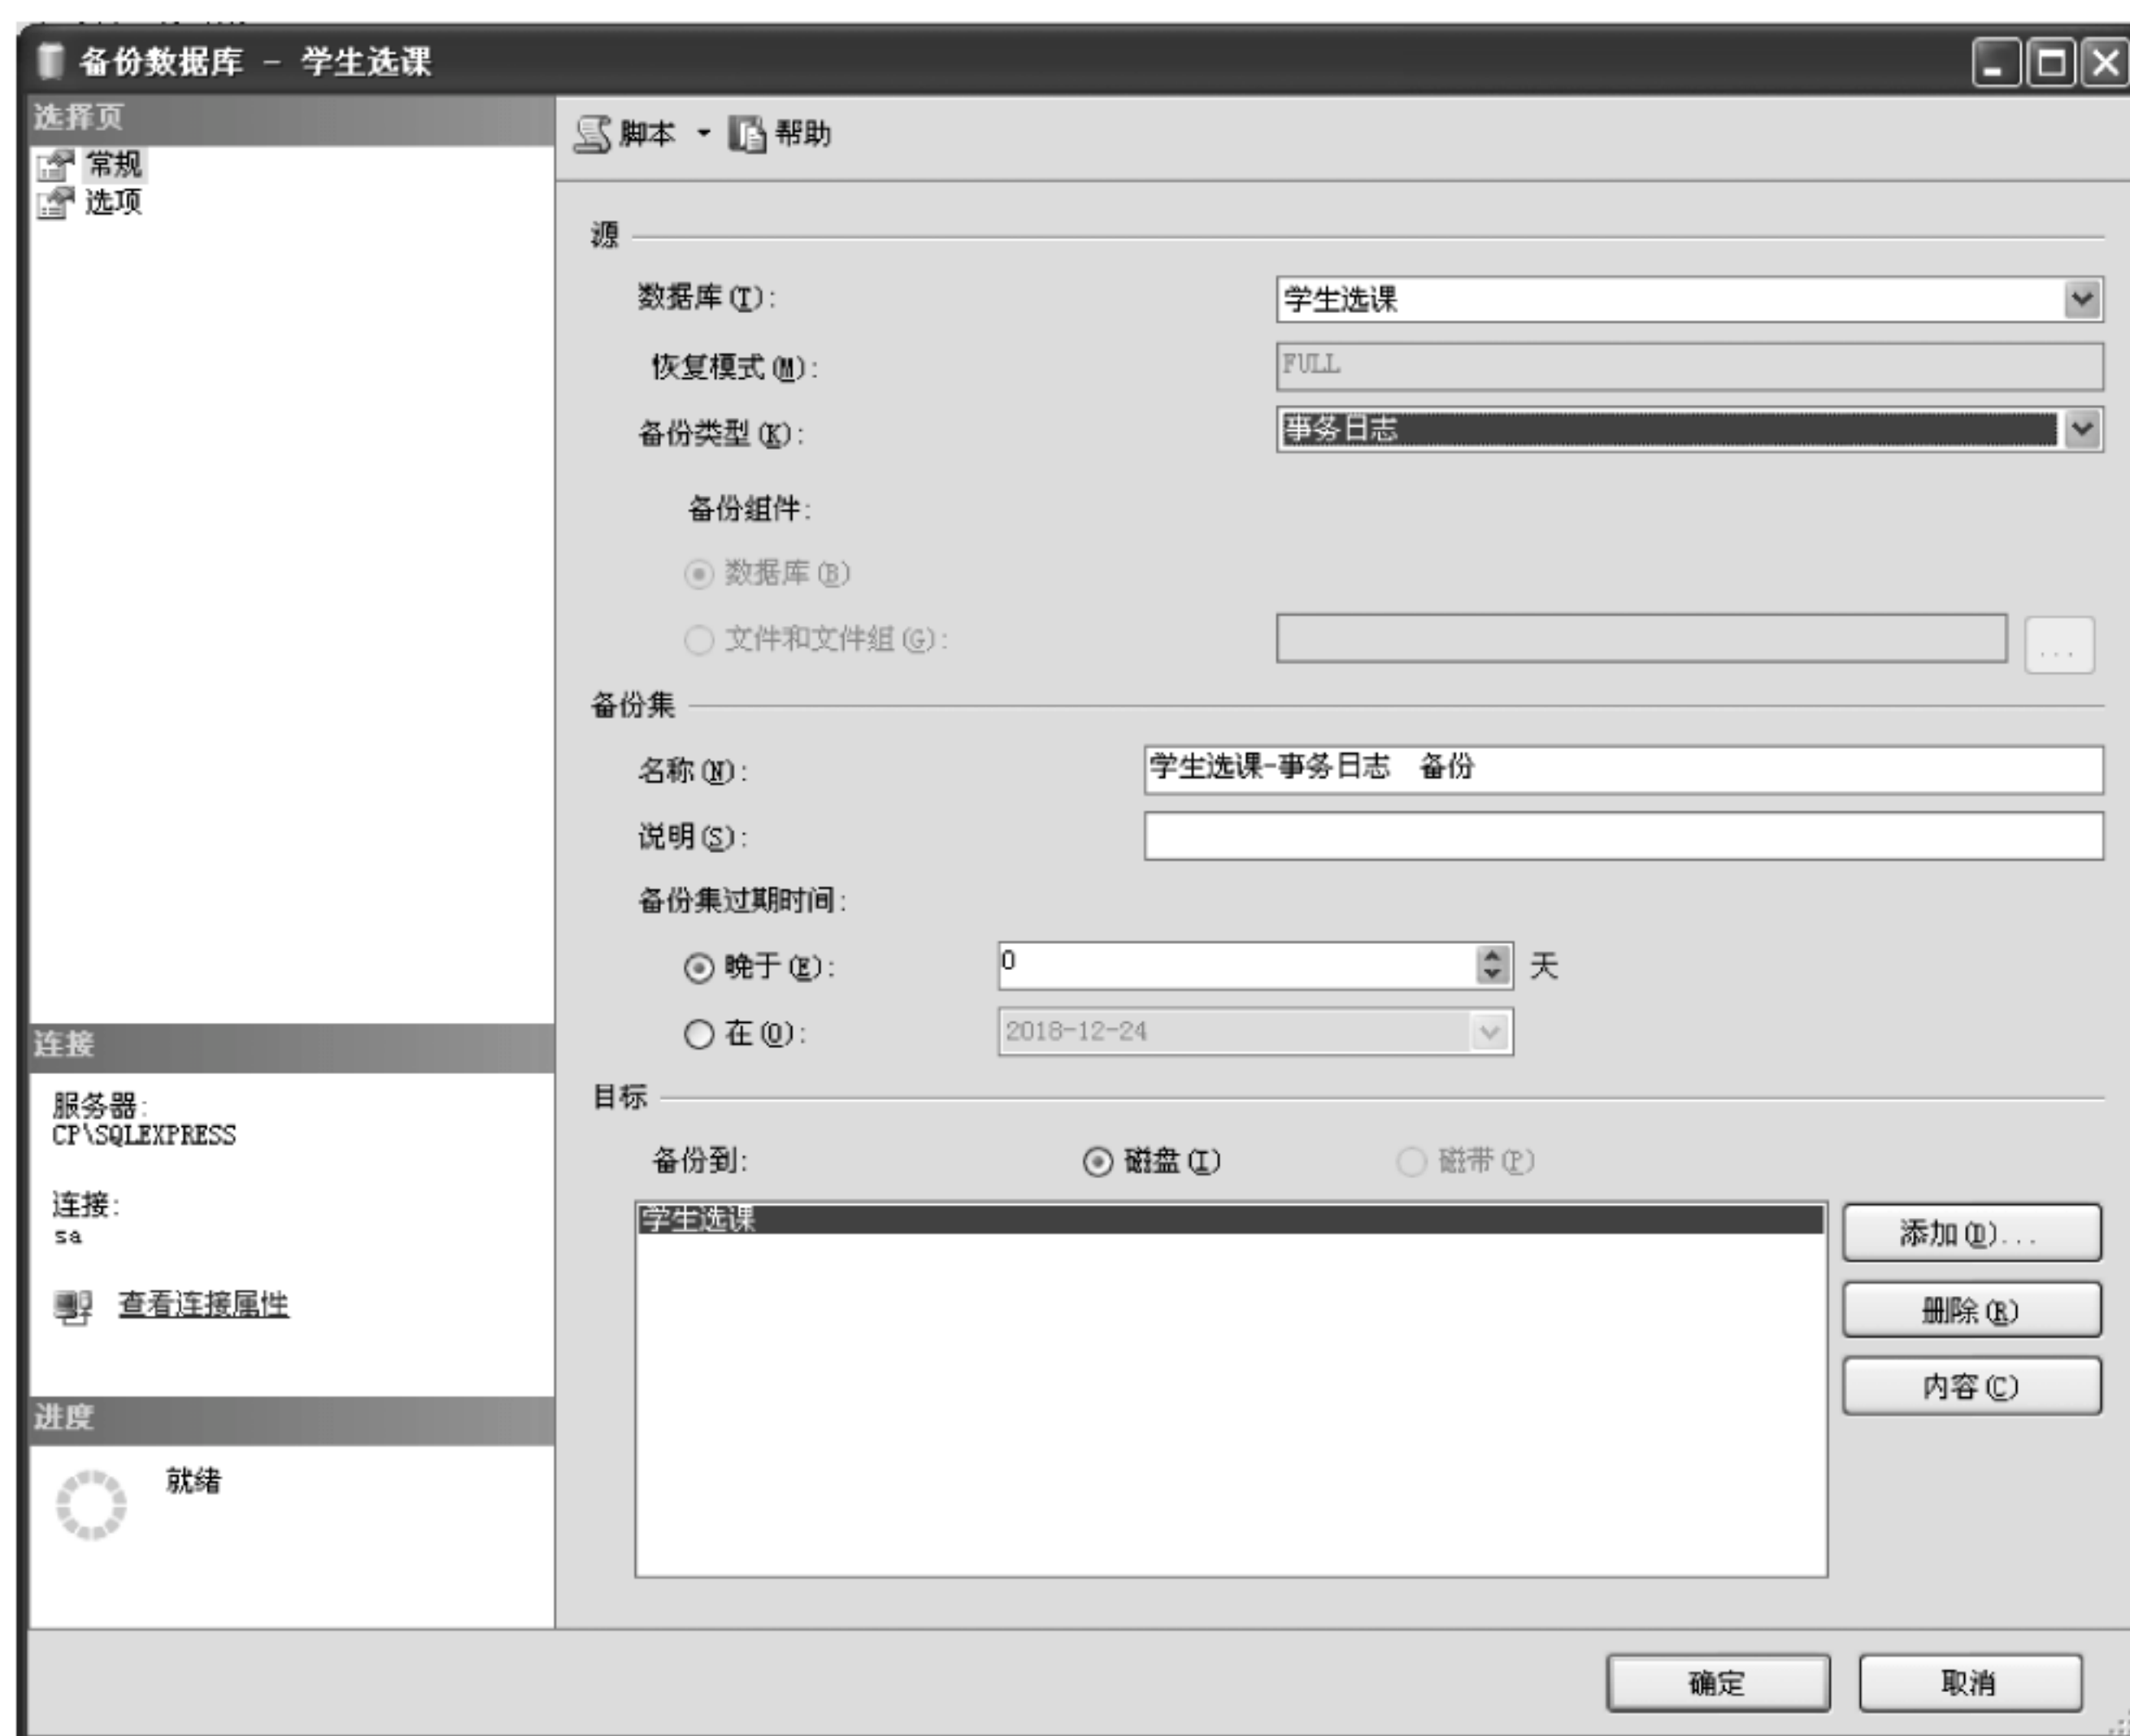 备份数据库 - 学生选课
选择页
常规
选项
脚本 帮助
源
数据库(T): 学生选课
恢复模式(M): FULL
备份类型(K): 事务日志
备份组件:
数据库(B)
文件和文件组(G): ...
备份集
名称(N): 学生选课-事务日志 备份
说明(S):
备份集过期时间:
晚于(E): 0 天
在(O): 2018-12-24
目标
备份到: 磁盘(I) 磁带(P)
学生选课
添加(D)...
删除(R)
内容(C)
连接
服务器:
CP\SQLEXPRESS
连接:
sa
查看连接属性
进度
就绪
确定 取消